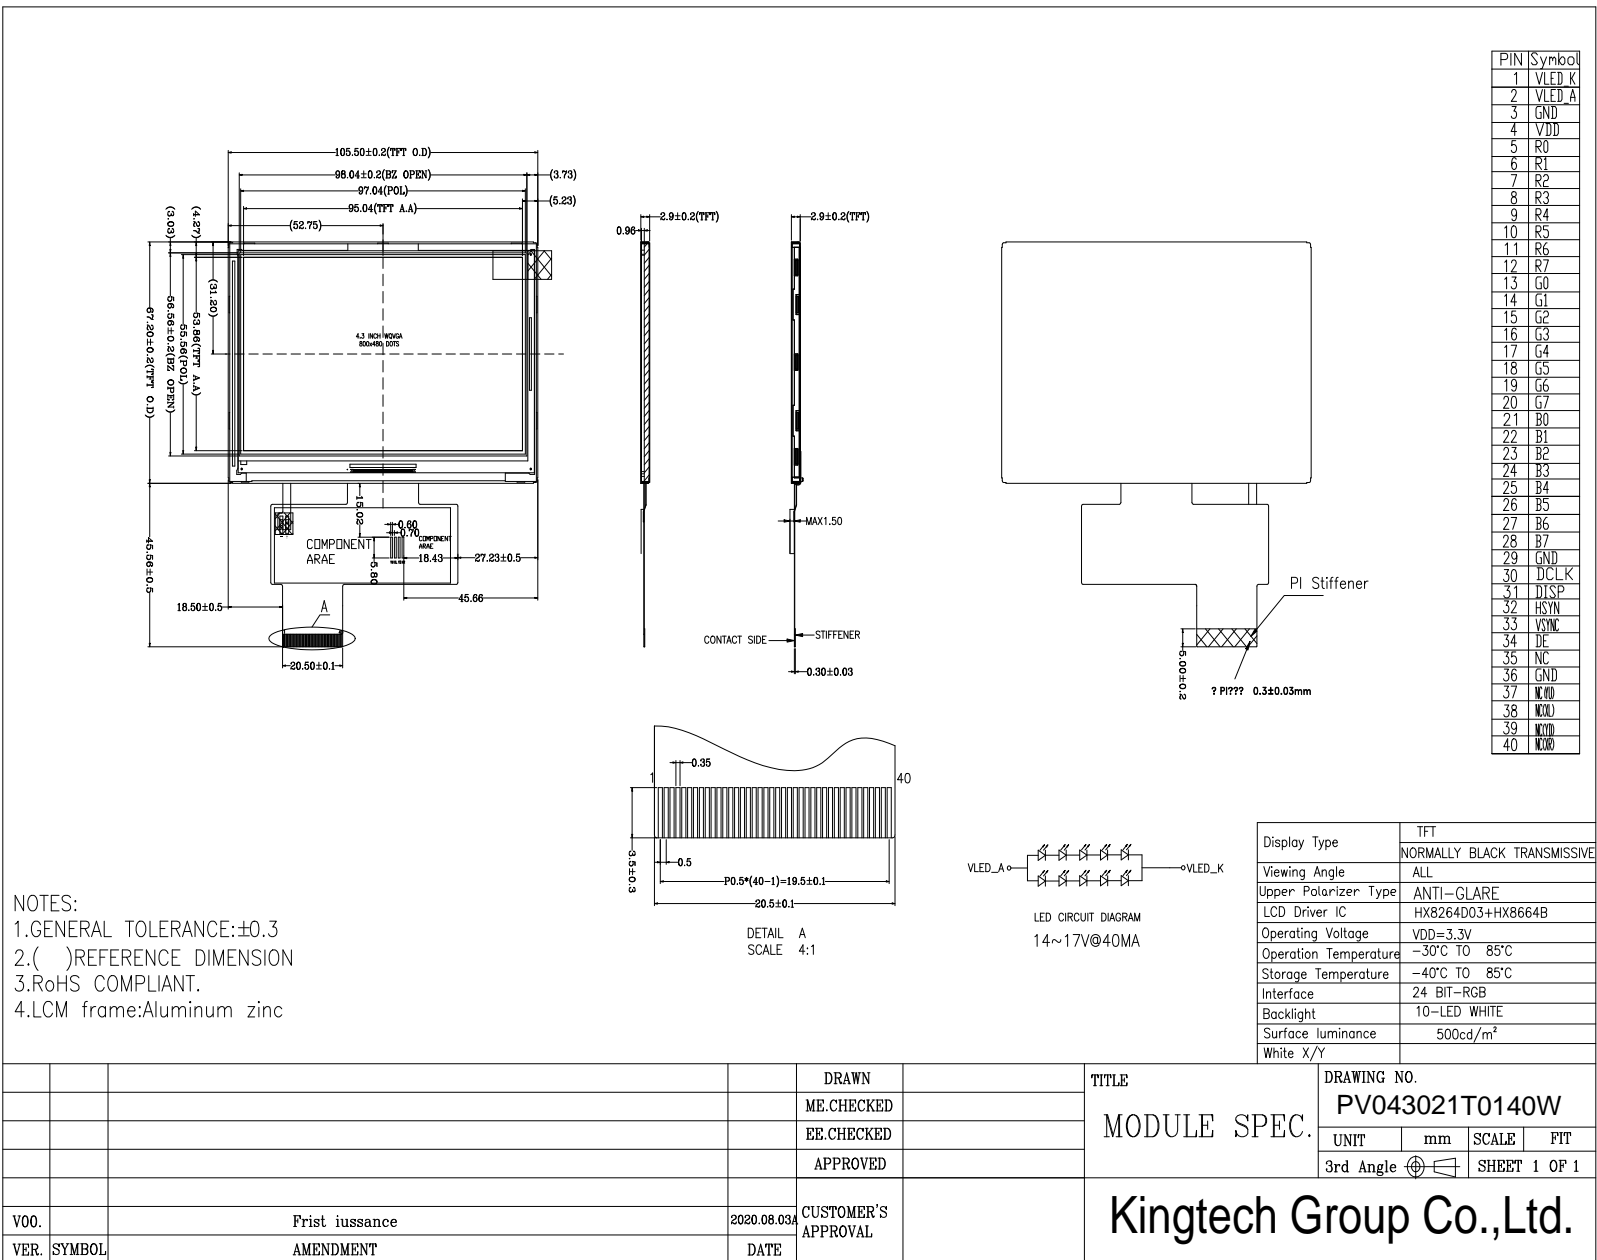 PIN Symbol
1 VLED_K
2 VLED_A
3 GND
4 VDD
5 R0
6 R1
7 R2
8 R3
9 R4
10 R5
11 R6
12 R7
13 G0
14 G1
15 G2
16 G3
17 G4
18 G5
19 G6
20 G7
21 B0
22 B1
23 B2
24 B3
25 B4
26 B5
27 B6
28 B7
29 GND
30 DCLK
31 DISP
32 HSYN
33 VSYNC
34 DE
35 NC
36 GND
37
38
39
40
105.50±0.2(TFT O.D)
98.04±0.2(BZ OPEN)
(3.73)
97.04(POL)
(5.23)
95.04(TFT A.A)
(52.75)
(3.03)
(4.27)
(31.20)
67.20±0.2(TFT O.D)
56.56±0.2(BZ OPEN)
55.56(POL)
53.86(TFT A.A)
4.3 INCH WQVGA
800x480 DOTS
45.56±0.5
15.02
0.60
0.70
COMPONENT
ARAE
COMPONENT
ARAE
5.80
18.43
27.23±0.5
45.66
18.50±0.5
A
20.50±0.1
2.9±0.2(TFT)
0.96
2.9±0.2(TFT)
MAX1.50
CONTACT SIDE
STIFFENER
0.30±0.03
PI Stiffener
5.00±0.2
? PI??? 0.3±0.03mm
1
0.35
40
3.5±0.3
0.5
P0.5*(40-1)=19.5±0.1
20.5±0.1
DETAIL A
SCALE 4:1
VLED_A
VLED_K
LED CIRCUIT DIAGRAM
14~17V@40MA
NOTES:
1.GENERAL TOLERANCE:±0.3
2.( )REFERENCE DIMENSION
3.RoHS COMPLIANT.
4.LCM frame:Aluminum zinc
Display Type TFT
NORMALLY BLACK TRANSMISSIVE
Viewing Angle ALL
Upper Polarizer Type ANTI-GLARE
LCD Driver IC HX8264D03+HX8664B
Operating Voltage VDD=3.3V
Operation Temperature -30°C TO 85°C
Storage Temperature -40°C TO 85°C
Interface 24 BIT-RGB
Backlight 10-LED WHITE
Surface luminance 500cd/m²
White X/Y
DRAWN
ME.CHECKED
EE.CHECKED
APPROVED
CUSTOMER'S
APPROVAL
TITLE
MODULE SPEC.
DRAWING NO.
PV043021T0140W
UNIT mm SCALE FIT
3rd Angle SHEET 1 OF 1
Kingtech Group Co.,Ltd.
V00. Frist iussance 2020.08.03A
VER. SYMBOL AMENDMENT DATE